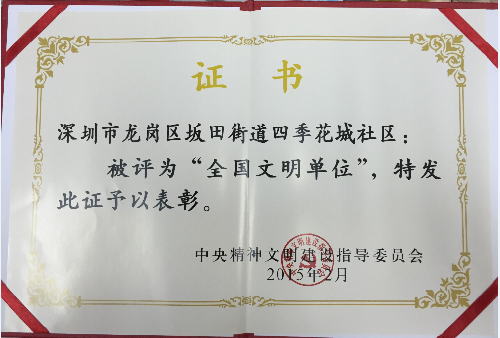 证 书
深圳市龙岗区坂田街道四季花城社区：
被评为“全国文明单位”，特发
此证予以表彰。
中央精神文明建设指导委员会
2015年2月